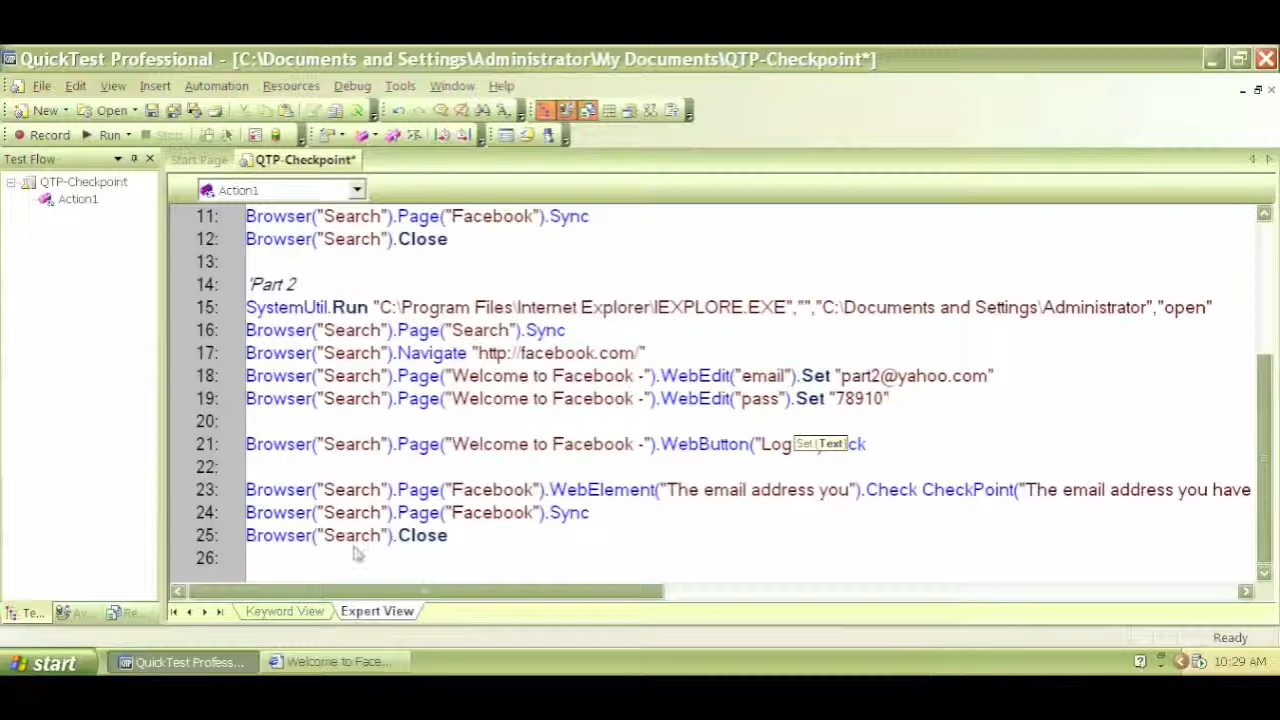 QuickTest Professional - [C:\Documents and Settings\Administrator\My Documents\QTP-Checkpoint*]
File Edit View Insert Automation Resources Debug Tools Window Help
New Open
Record Run Stop
Test Flow
Start Page QTP-Checkpoint*
QTP-Checkpoint
Action1
Action1
11: Browser("Search").Page("Facebook").Sync
12: Browser("Search").Close
13:
14: 'Part 2
15: SystemUtil.Run "C:\Program Files\Internet Explorer\IEXPLORE.EXE","","C:\Documents and Settings\Administrator","open"
16: Browser("Search").Page("Search").Sync
17: Browser("Search").Navigate "http://facebook.com/"
18: Browser("Search").Page("Welcome to Facebook -").WebEdit("email").Set "part2@yahoo.com"
19: Browser("Search").Page("Welcome to Facebook -").WebEdit("pass").Set "78910"
20:
21: Browser("Search").Page("Welcome to Facebook -").WebButton("Log Set (Text) ck
22:
23: Browser("Search").Page("Facebook").WebElement("The email address you").Check CheckPoint("The email address you have
24: Browser("Search").Page("Facebook").Sync
25: Browser("Search").Close
26:
Te... Re...
Keyword View Expert View
Ready
start QuickTest Profess... Welcome to Face... 10:29 AM